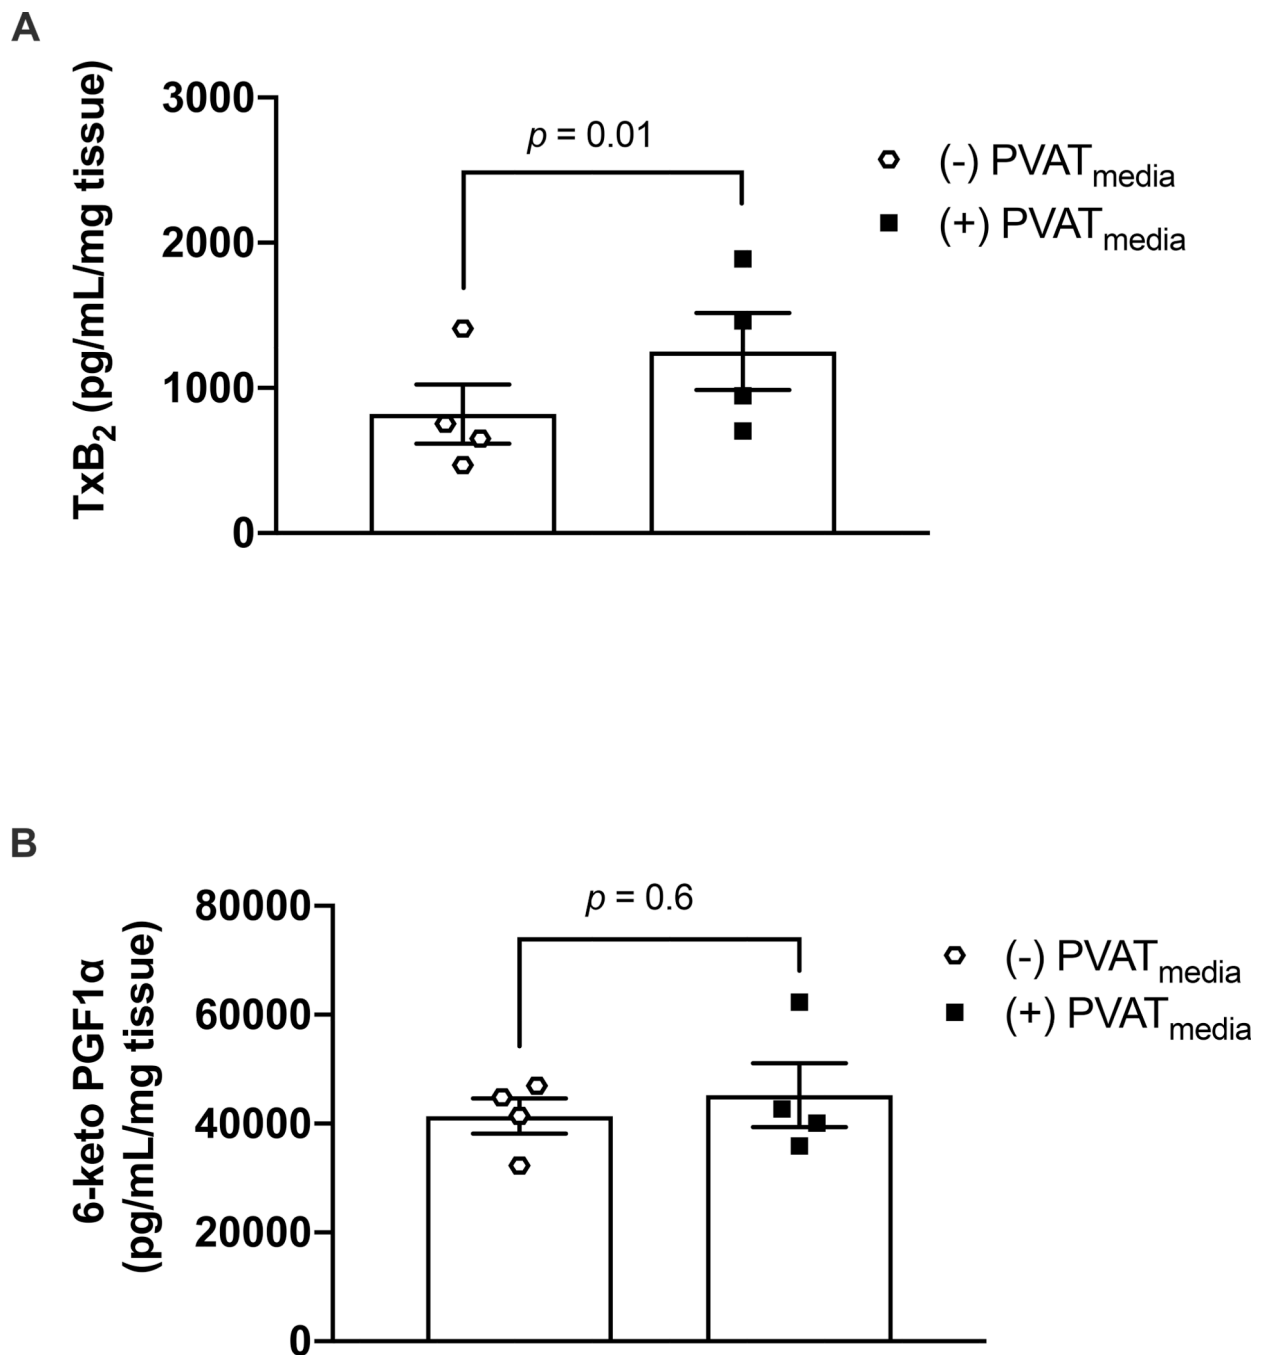 A
TxB2 (pg/mL/mg tissue)
3000
2000
1000
0
p = 0.01
(-) PVATmedia
(+) PVATmedia
B
6-keto PGF1α
(pg/mL/mg tissue)
80000
60000
40000
20000
0
p = 0.6
(-) PVATmedia
(+) PVATmedia